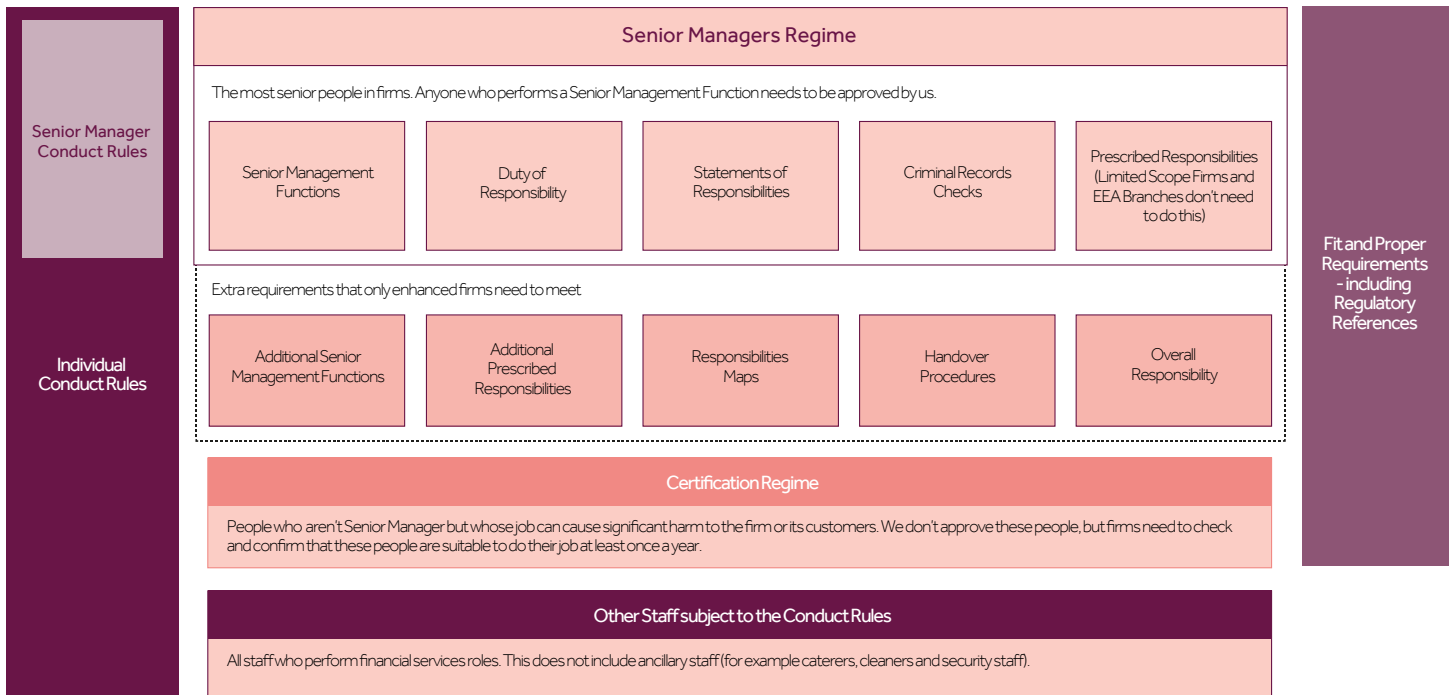 Senior Manager
Conduct Rules
Individual
Conduct Rules
Senior Managers Regime
The most senior people in firms. Anyone who performs a Senior Management Function needs to be approved by us.
Senior Management
Functions
Duty of
Responsibility
Statements of
Responsibilities
Criminal Records
Checks
Prescribed Responsibilities
(Limited Scope Firms and
EEA Branches don't need
to do this)
Extra requirements that only enhanced firms need to meet
Additional Senior
Management Functions
Additional
Prescribed
Responsibilities
Responsibilities
Maps
Handover
Procedures
Overall
Responsibility
Certification Regime
People who aren't Senior Manager but whose job can cause significant harm to the firm or its customers. We don't approve these people, but firms need to check
and confirm that these people are suitable to do their job at least once a year.
Other Staff subject to the Conduct Rules
All staff who perform financial services roles. This does not include ancillary staff (for example caterers, cleaners and security staff).
Fit and Proper
Requirements
- including
Regulatory
References